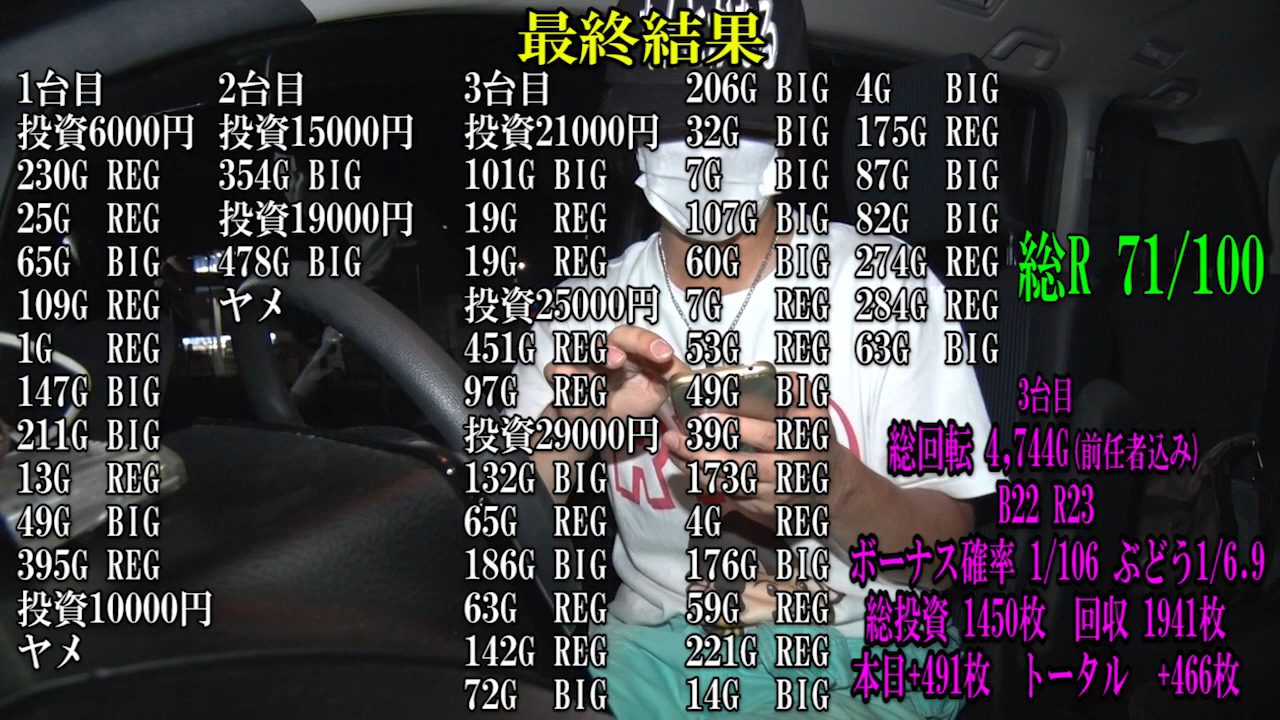 最終結果
1台目
投資6000円
230G REG
25G REG
65G BIG
109G REG
1G REG
147G BIG
211G BIG
13G REG
49G BIG
395G REG
投資10000円
ヤメ
2台目
投資15000円
354G BIG
投資19000円
478G BIG
ヤメ
3台目
投資21000円
101G BIG
19G REG
19G REG
投資25000円
451G REG
97G REG
投資29000円
132G BIG
65G REG
186G BIG
63G REG
142G REG
72G BIG
206G BIG
32G BIG
7G BIG
107G BIG
60G BIG
7G REG
53G REG
49G BIG
39G REG
173G REG
4G REG
176G BIG
59G REG
221G REG
14G BIG
4G BIG
175G REG
87G BIG
82G BIG
274G REG
284G REG
63G BIG
総R 71/100
3台目
総回転 4,744G(前任者込み)
B22 R23
ボーナス確率 1/106 ぶどう1/6.9
総投資 1450枚 回収 1941枚
本日+491枚 トータル +466枚